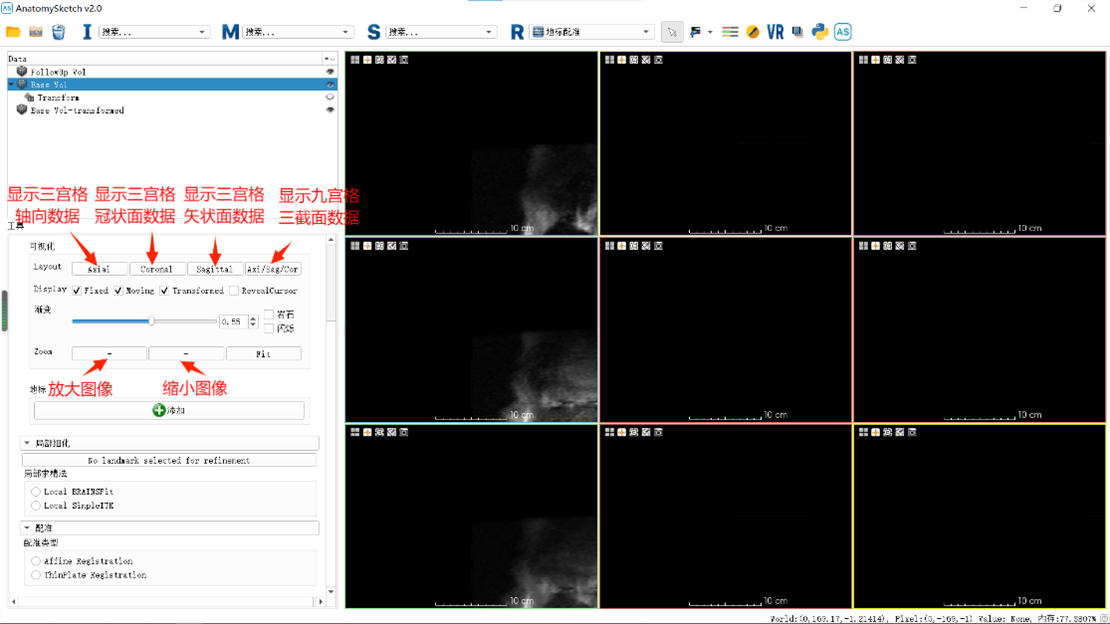 AnatomySketch v2.0
I 搜索... M 搜索... S 搜索... R 地标配准 VR AS
Data
FollowUp Vol
Base Vol
Transform
Base Vol-transformed
显示三宫格 显示三宫格 显示三宫格 显示九宫格
轴向数据 冠状面数据 矢状面数据 三截面数据
工具
可视化
Layout Axial Coronal Sagittal Axi/Sag/Cor
Display Fixed Moving Transformed RevealCursor
渐变 0.55 岩石
闪烁
Zoom + - Fit
地标 放大图像 缩小图像
添加
局部细化
No landmark selected for refinement
局部求精法
Local BRAINSFit
Local SimpleITK
配准
配准类型
Affine Registration
ThinPlate Registration
10 cm
10 cm
10 cm
10 cm
10 cm
10 cm
10 cm
10 cm
10 cm
World:(0,169.17,-1.21414), Pixel:(0,-169,-1) Value: None, 内存:77.3807%